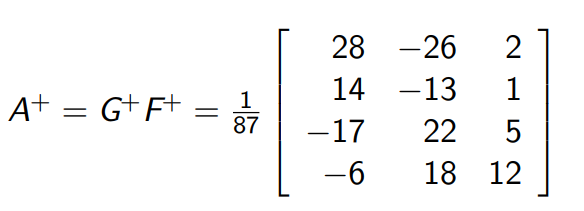 28 −26 2
14 −13 1
A⁺ = G⁺F⁺ = 1/87
−17 22 5
−6 18 12